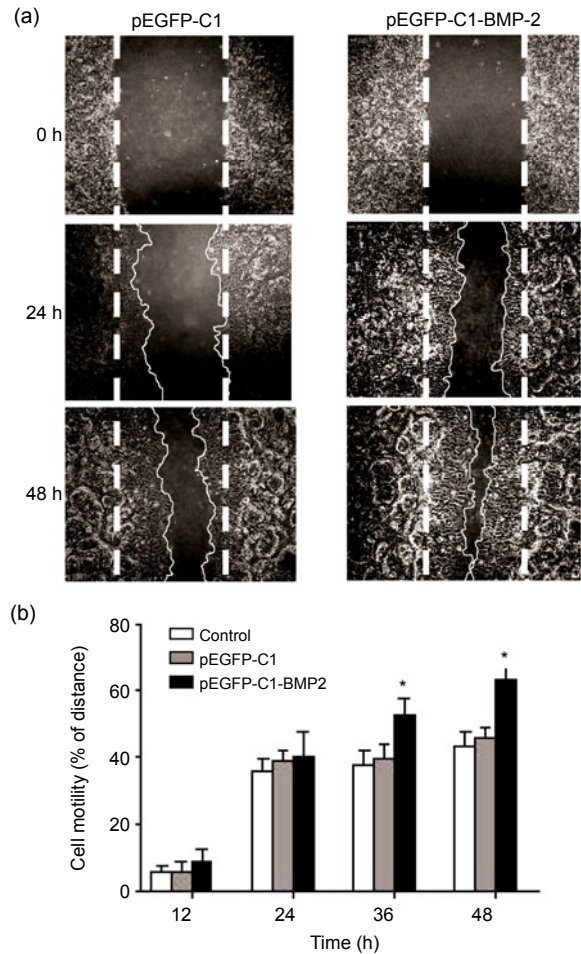 (a)
pEGFP-C1 pEGFP-C1-BMP-2
0 h
24 h
48 h
(b)
80
60
40
20
0
Cell motility (% of distance)
Control
pEGFP-C1
pEGFP-C1-BMP2
* *
12 24 36 48
Time (h)